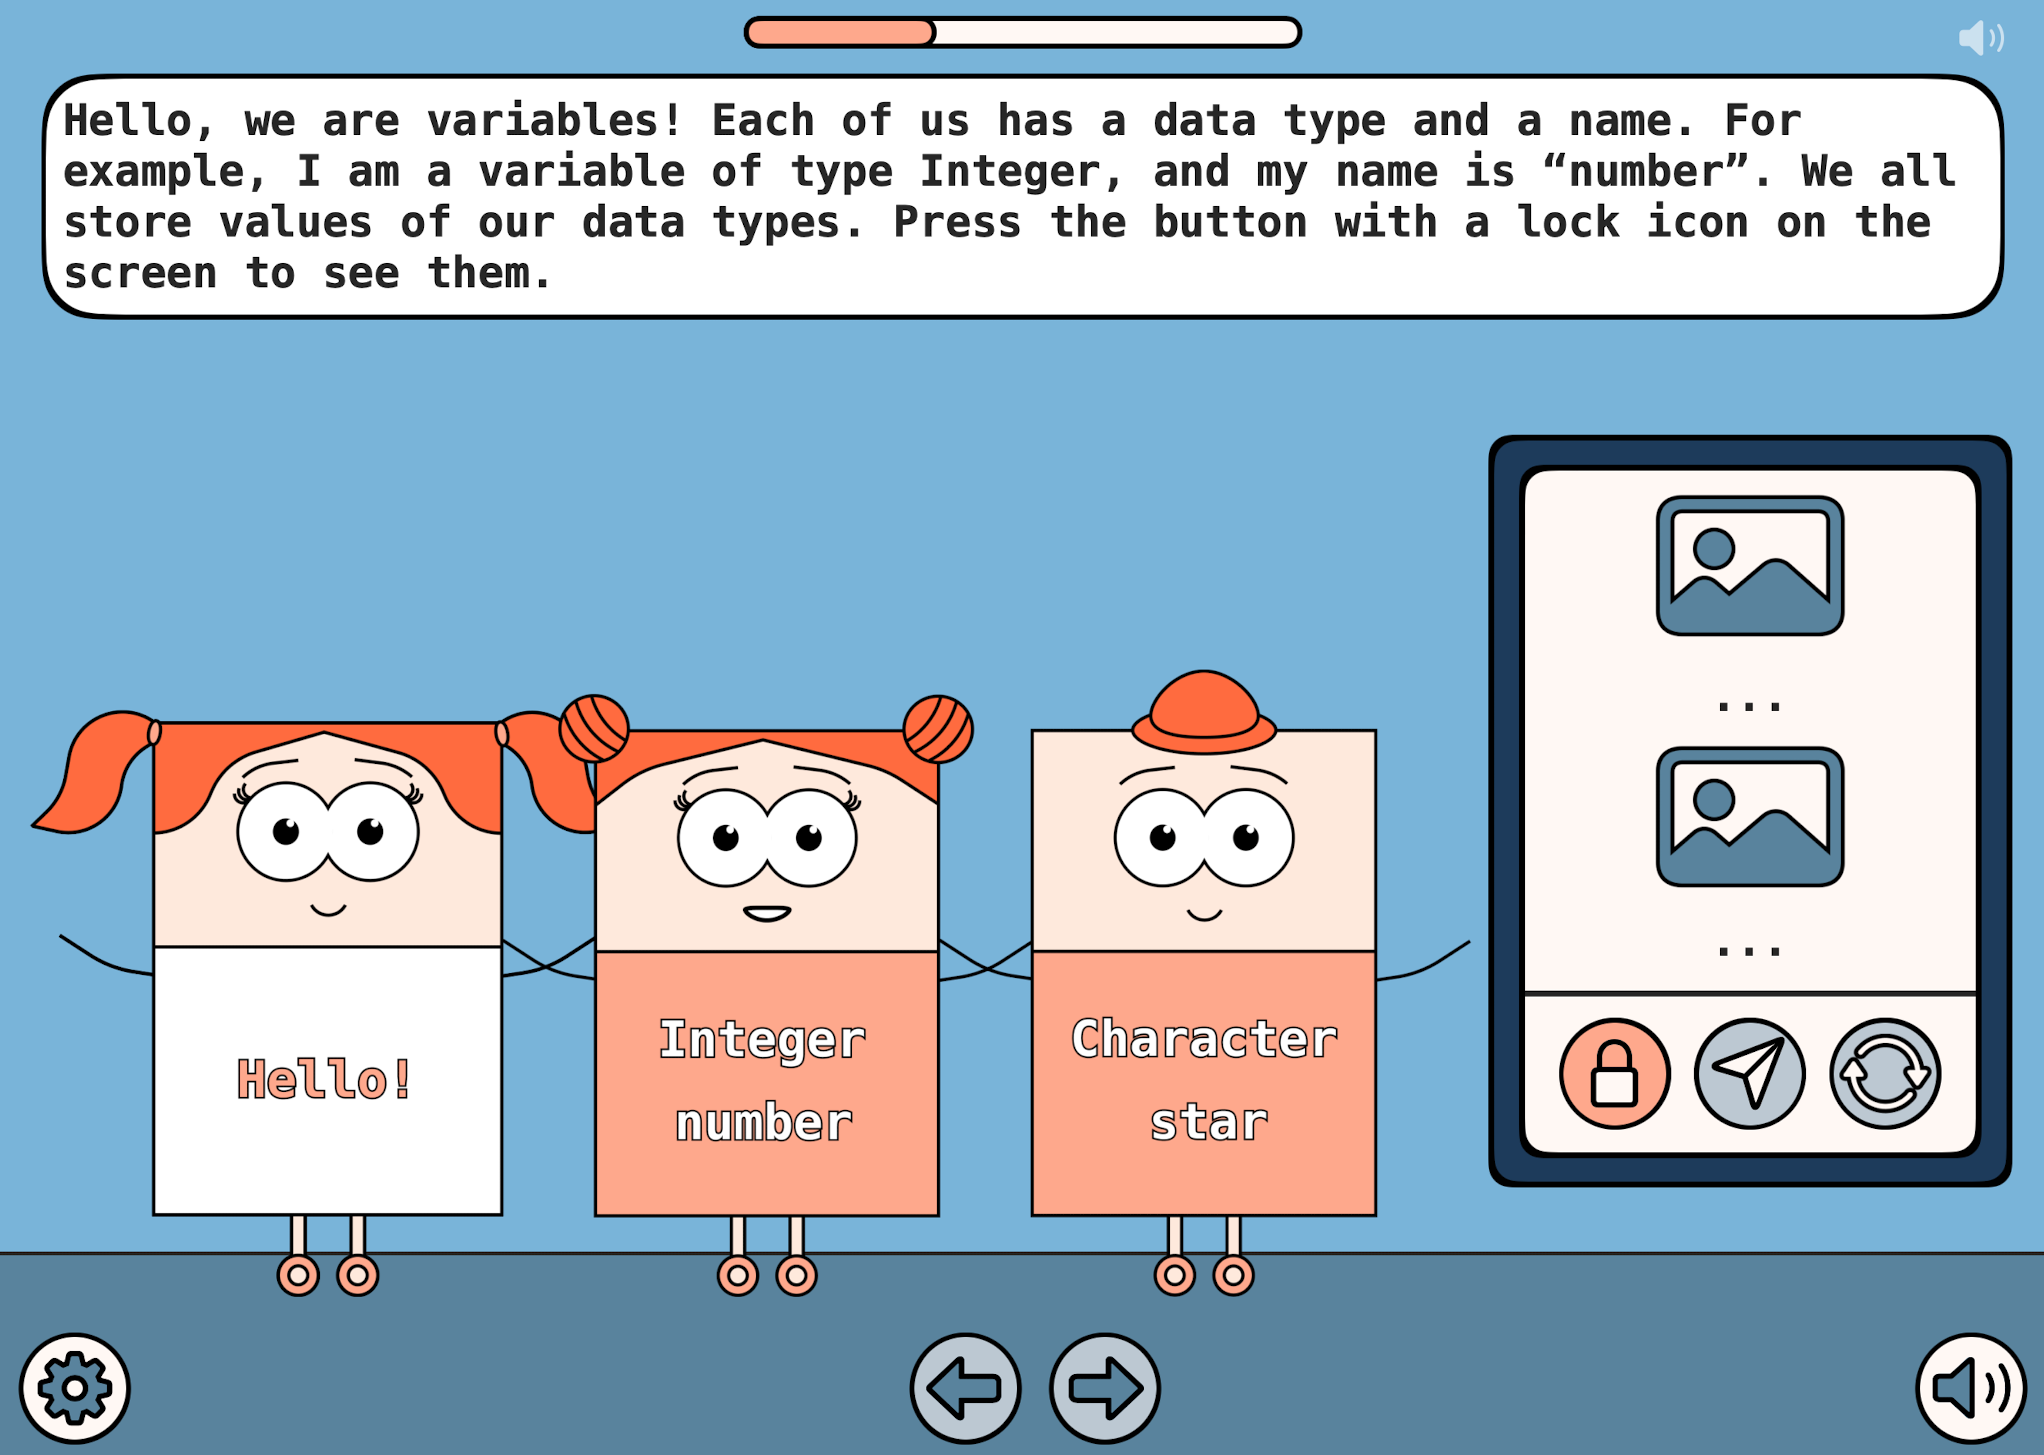 Hello, we are variables! Each of us has a data type and a name. For
example, I am a variable of type Integer, and my name is “number”. We all
store values of our data types. Press the button with a lock icon on the
screen to see them.
...
...
Hello!
Integer
number
Character
star